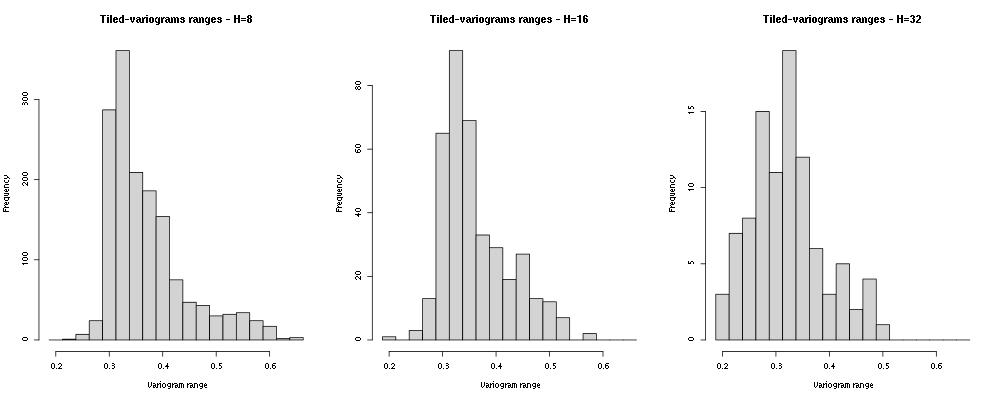 Tiled-variograms ranges - H=8
Tiled-variograms ranges - H=16
Tiled-variograms ranges - H=32
Frequency
0
100
200
300
0.2 0.3 0.4 0.5 0.6
Variogram range
Frequency
0
20
40
60
80
0.2 0.3 0.4 0.5 0.6
Variogram range
Frequency
0
5
10
15
0.2 0.3 0.4 0.5 0.6
Variogram range